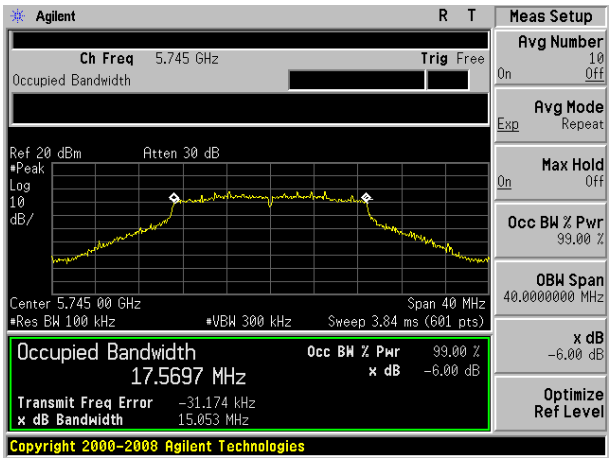 Agilent R T
Ch Freq 5.745 GHz Trig Free
Occupied Bandwidth
Ref 20 dBm Atten 30 dB
#Peak
Log
10
dB/
Center 5.745 00 GHz Span 40 MHz
#Res BW 100 kHz #VBW 300 kHz Sweep 3.84 ms (601 pts)
Occupied Bandwidth Occ BW % Pwr 99.00 %
17.5697 MHz x dB -6.00 dB
Transmit Freq Error -31.174 kHz
x dB Bandwidth 15.053 MHz
Copyright 2000-2008 Agilent Technologies
Meas Setup
Avg Number
10
On Off
Avg Mode
Exp Repeat
Max Hold
On Off
Occ BW % Pwr
99.00 %
OBW Span
40.0000000 MHz
x dB
-6.00 dB
Optimize
Ref Level